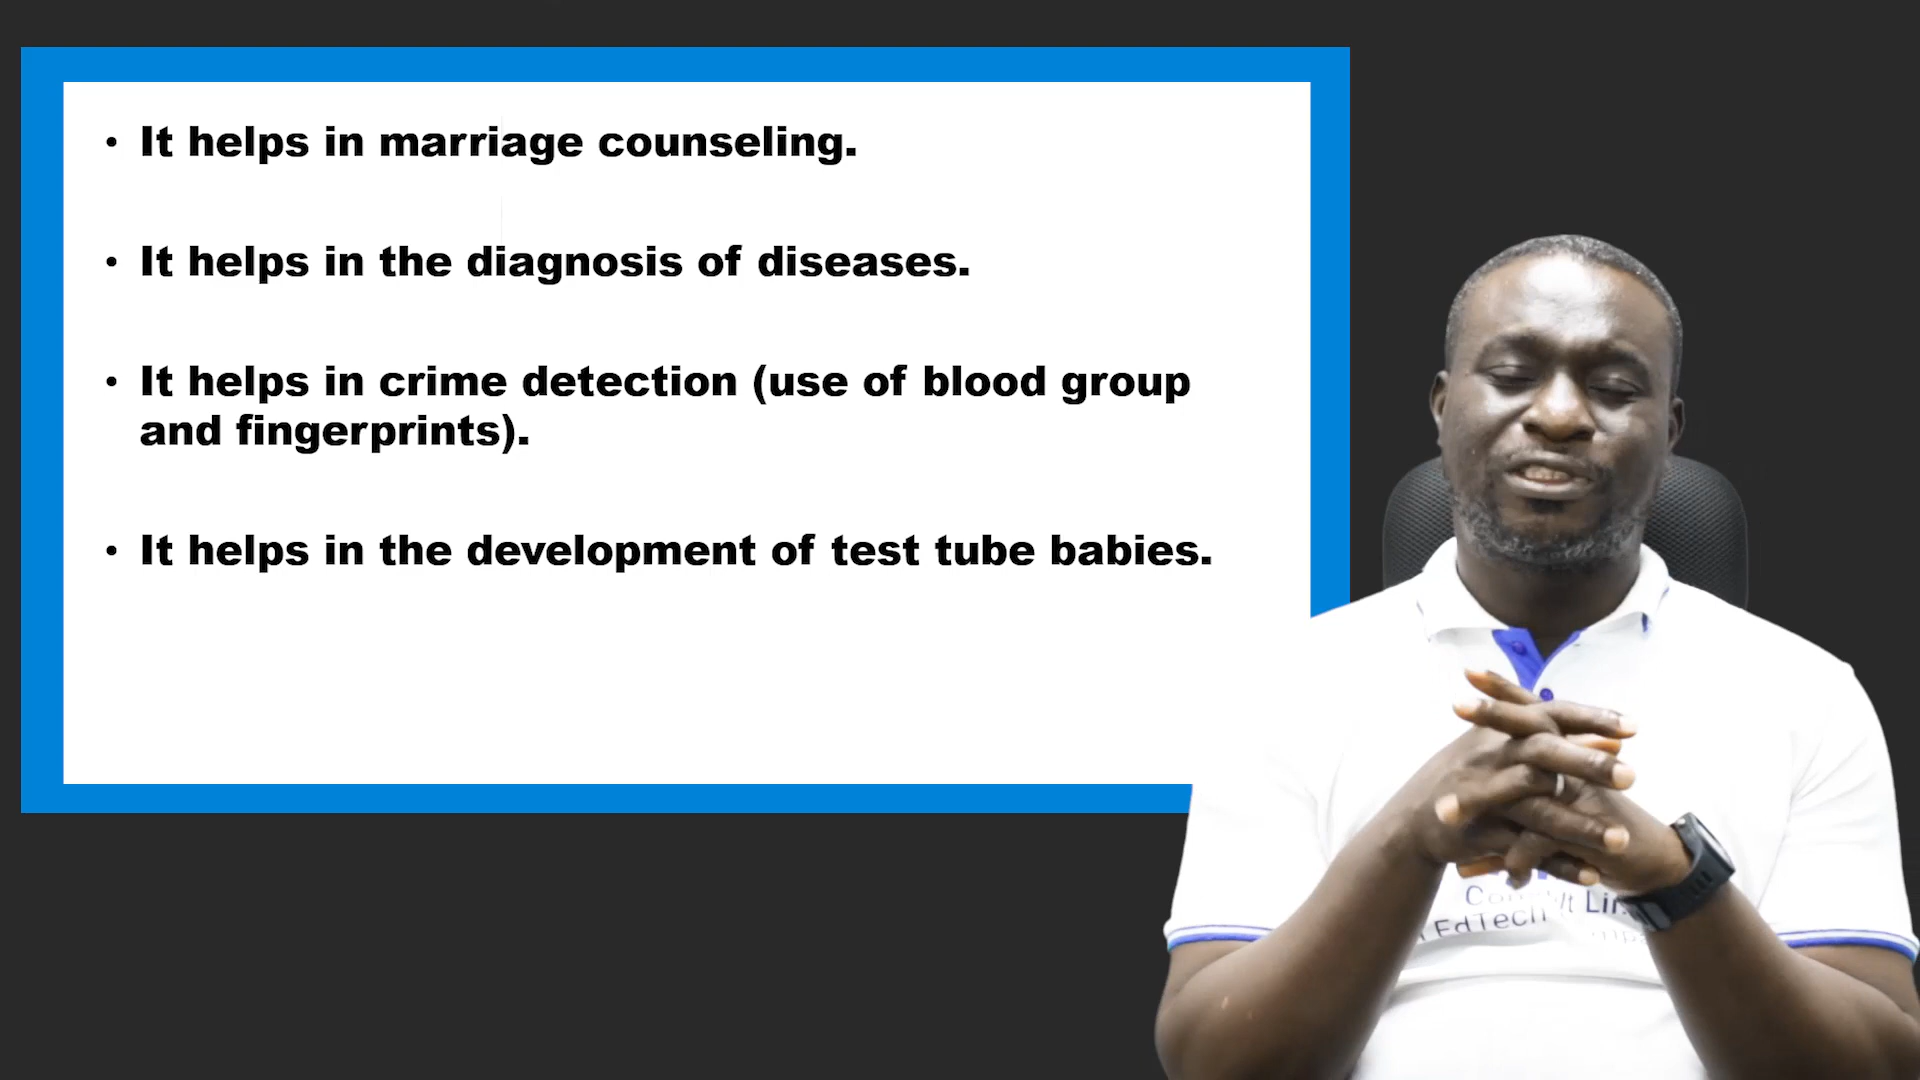 • It helps in marriage counseling.
• It helps in the diagnosis of diseases.
• It helps in crime detection (use of blood group
and fingerprints).
• It helps in the development of test tube babies.
EdTech